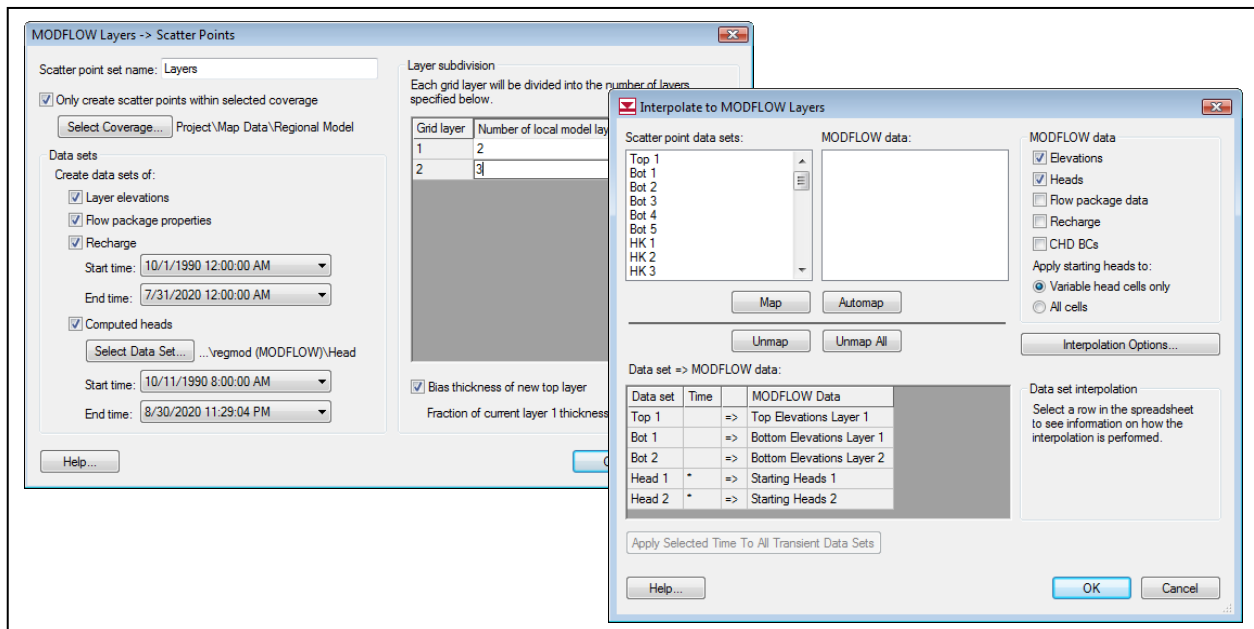 MODFLOW Layers -> Scatter Points
Scatter point set name: Layers
Only create scatter points within selected coverage
Select Coverage... Project\Map Data\Regional Model
Data sets
Create data sets of:
Layer elevations
Flow package properties
Recharge
Start time: 10/1/1990 12:00:00 AM
End time: 7/31/2020 12:00:00 AM
Computed heads
Select Data Set... ...\regmod (MODFLOW)\Head
Start time: 10/11/1990 8:00:00 AM
End time: 8/30/2020 11:29:04 PM
Help...
Layer subdivision
Each grid layer will be divided into the number of layers
specified below.
Grid layer Number of local model lay
1 2
2 3
Bias thickness of new top layer
Fraction of current layer 1 thickness
Interpolate to MODFLOW Layers
Scatter point data sets: MODFLOW data:
Top 1
Bot 1
Bot 2
Bot 3
Bot 4
Bot 5
HK 1
HK 2
HK 3
Map Automap
Unmap Unmap All
Data set => MODFLOW data:
Data set Time MODFLOW Data
Top 1 => Top Elevations Layer 1
Bot 1 => Bottom Elevations Layer 1
Bot 2 => Bottom Elevations Layer 2
Head 1 * => Starting Heads 1
Head 2 * => Starting Heads 2
Apply Selected Time To All Transient Data Sets
Help...
MODFLOW data
Elevations
Heads
Flow package data
Recharge
CHD BCs
Apply starting heads to:
Variable head cells only
All cells
Interpolation Options...
Data set interpolation
Select a row in the spreadsheet
to see information on how the
interpolation is performed.
OK Cancel